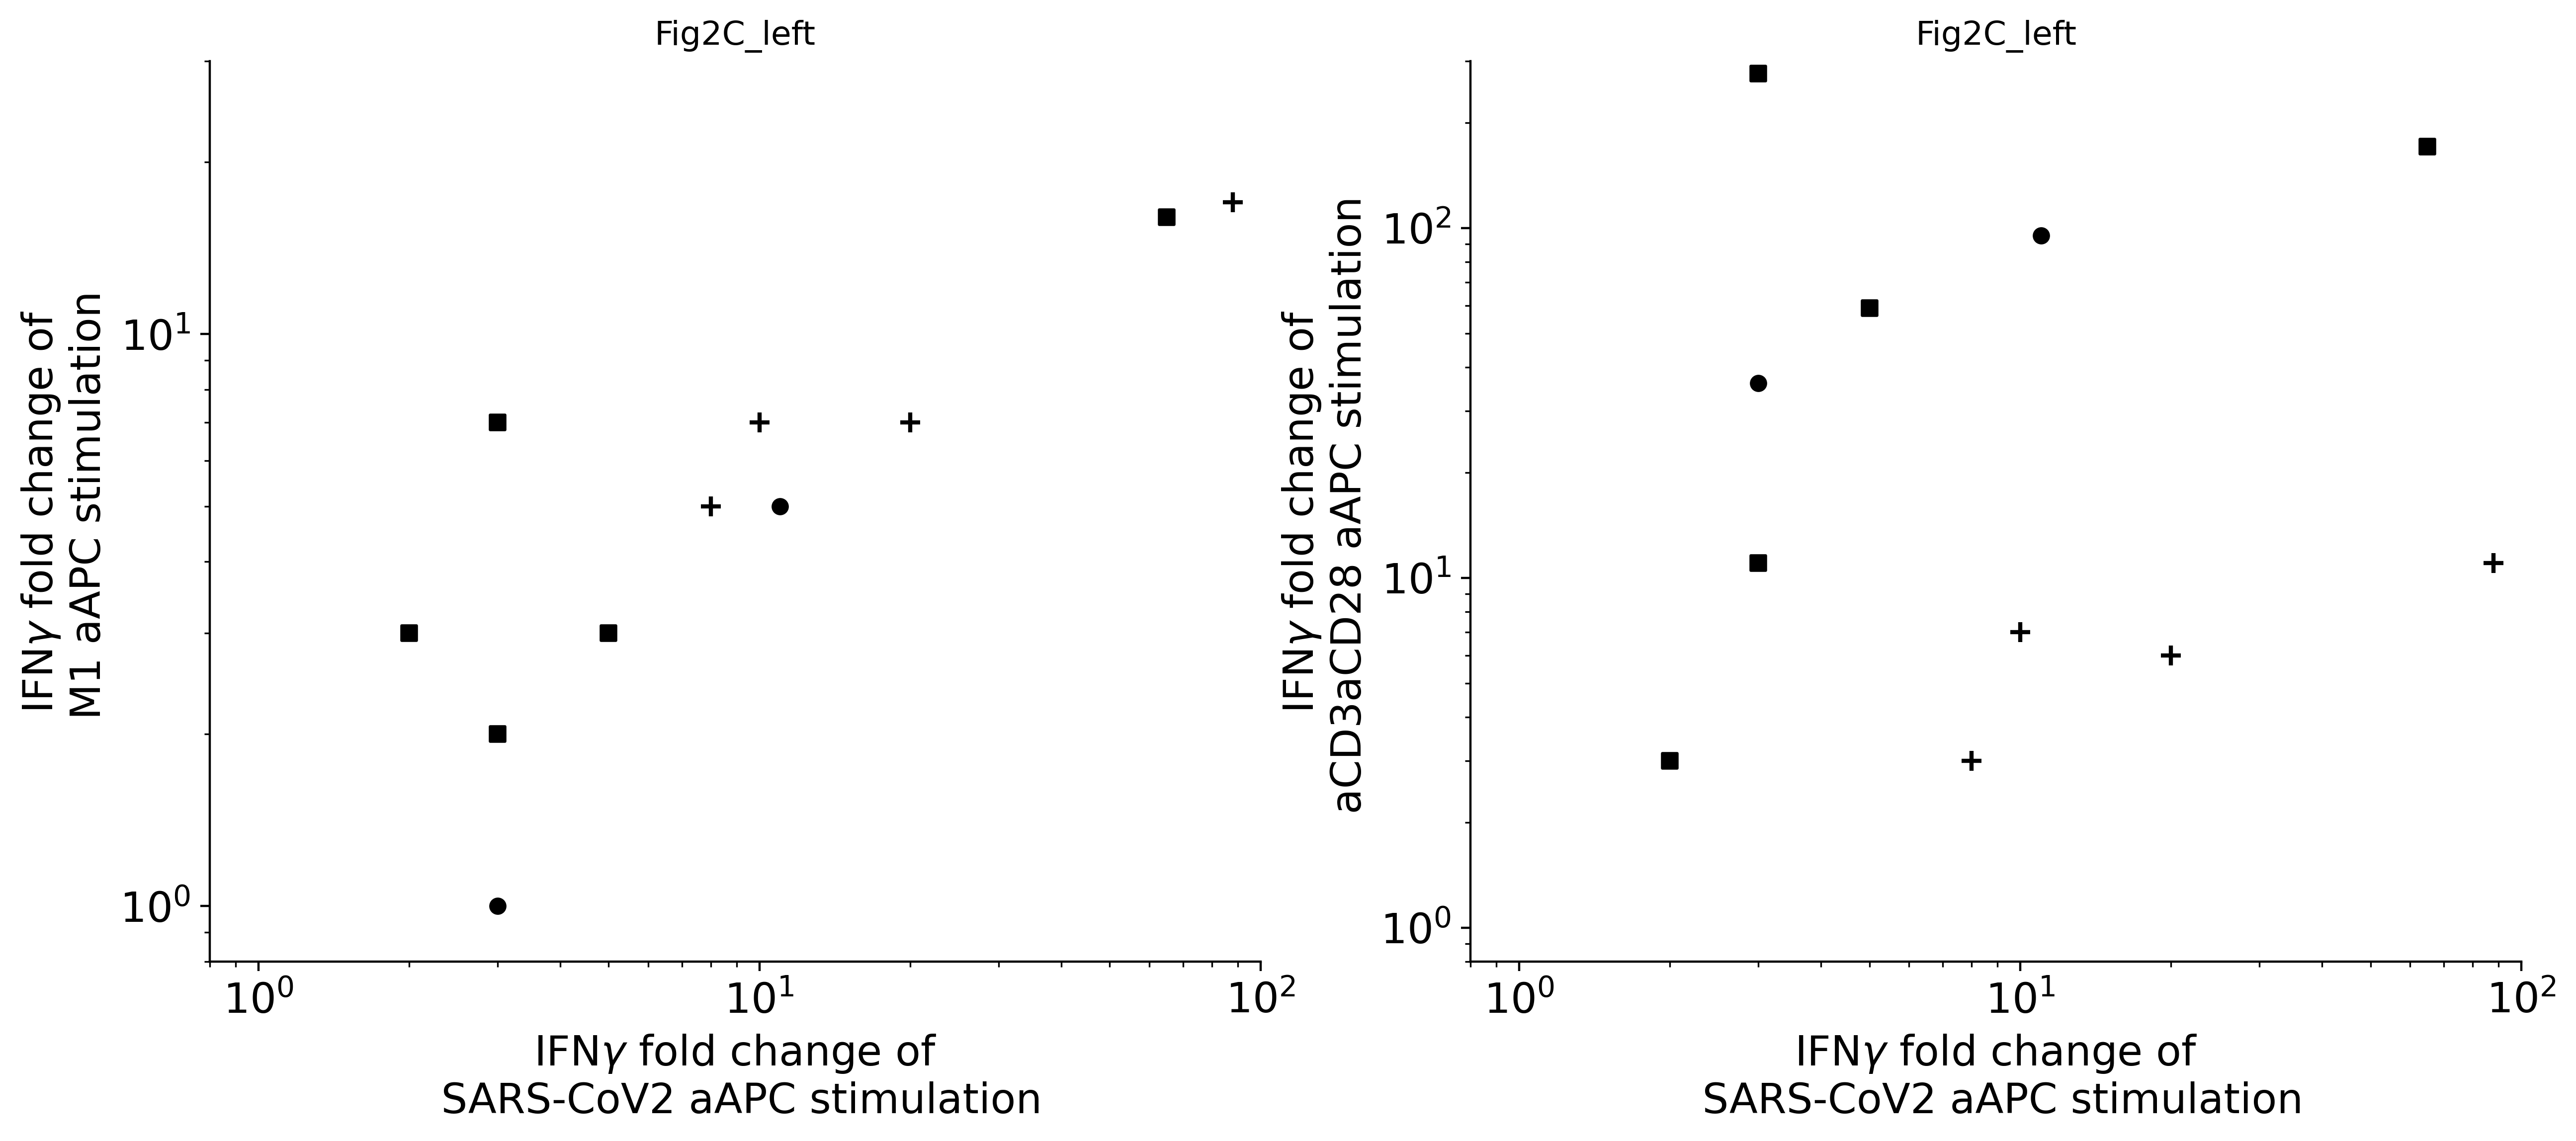 Fig2C_left
IFNγ fold change of
M1 aAPC stimulation
10¹
10⁰
10⁰ 10¹ 10²
IFNγ fold change of
SARS-CoV2 aAPC stimulation
Fig2C_left
IFNγ fold change of
aCD3aCD28 aAPC stimulation
10²
10¹
10⁰
10⁰ 10¹ 10²
IFNγ fold change of
SARS-CoV2 aAPC stimulation